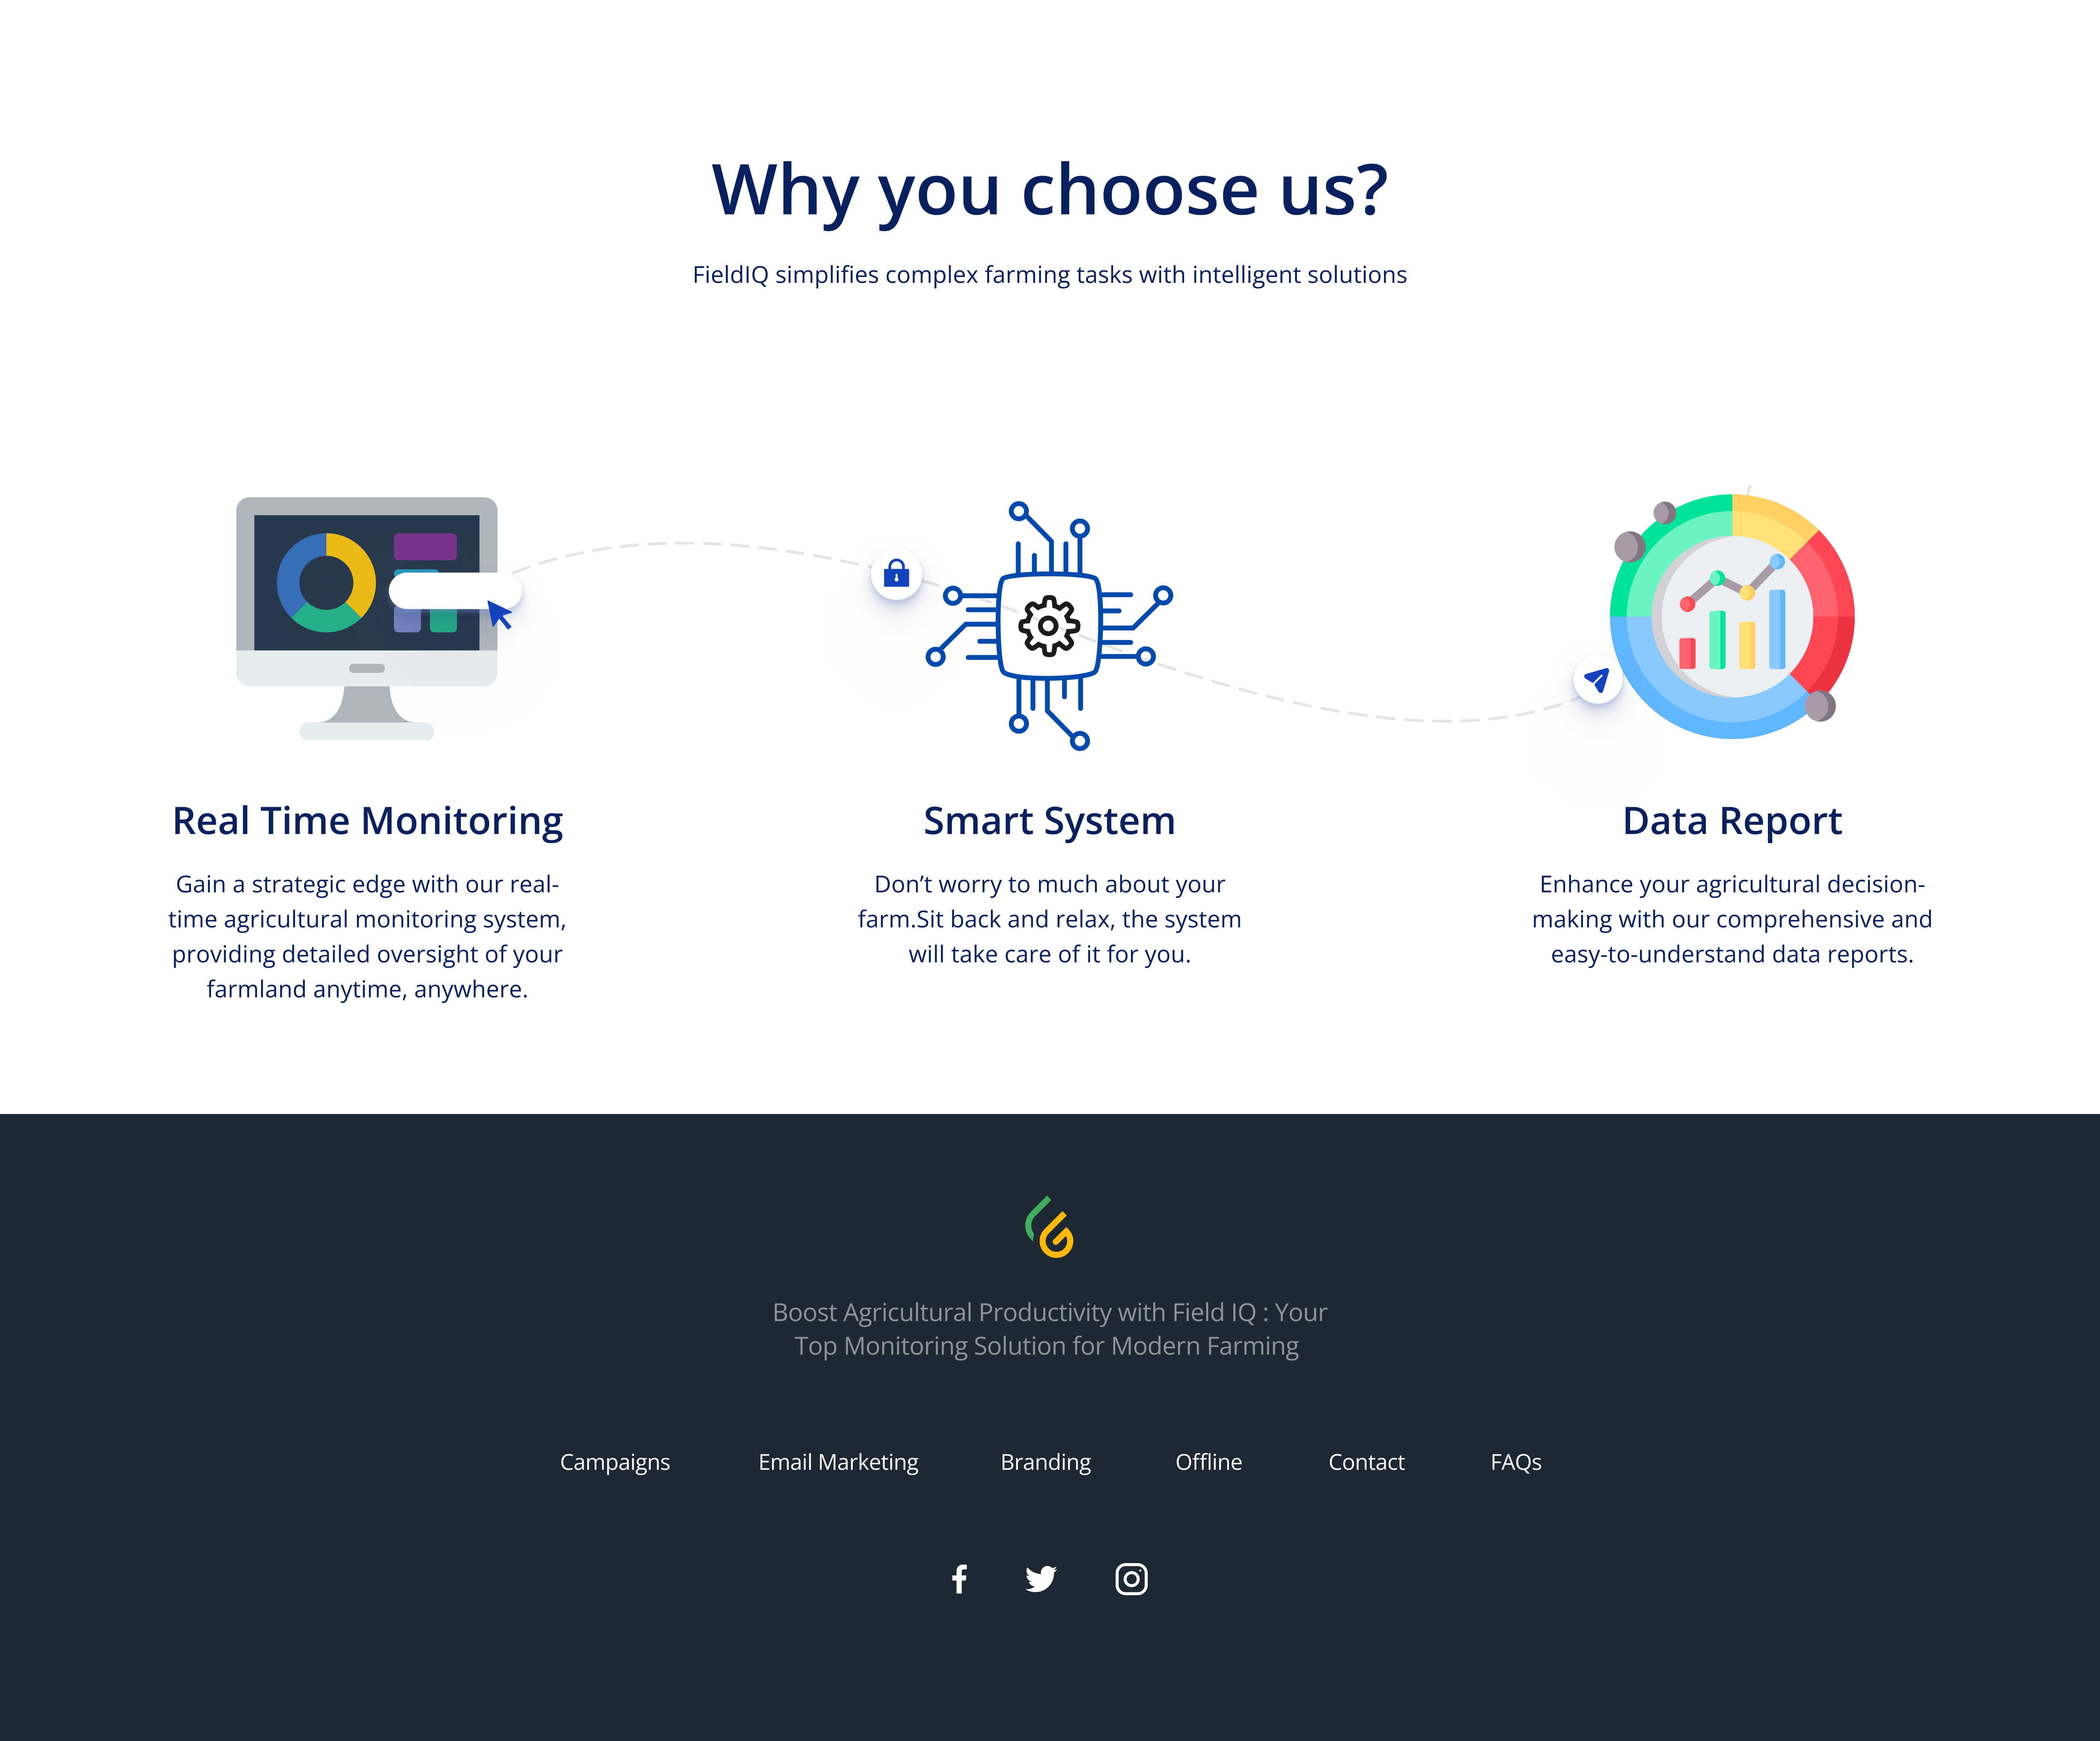 Why you choose us?
FieldIQ simplifies complex farming tasks with intelligent solutions
Real Time Monitoring
Gain a strategic edge with our real-
time agricultural monitoring system,
providing detailed oversight of your
farmland anytime, anywhere.
Smart System
Don’t worry to much about your
farm.Sit back and relax, the system
will take care of it for you.
Data Report
Enhance your agricultural decision-
making with our comprehensive and
easy-to-understand data reports.
Boost Agricultural Productivity with Field IQ : Your
Top Monitoring Solution for Modern Farming
Campaigns Email Marketing Branding Offline Contact FAQs